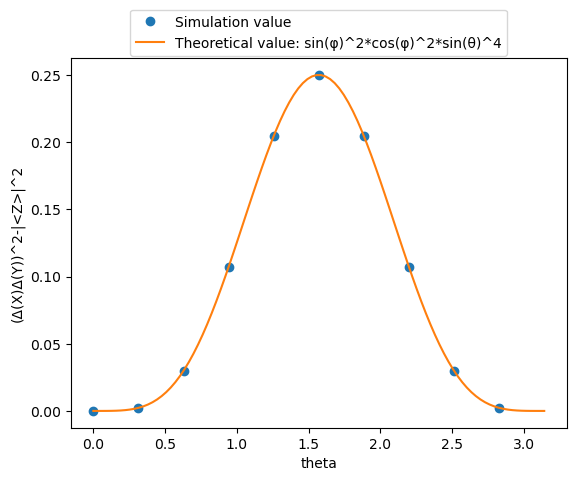 Simulation value
Theoretical value: sin(φ)^2*cos(φ)^2*sin(θ)^4
(Δ(X)Δ(Y))^2-|<Z>|^2
0.25
0.20
0.15
0.10
0.05
0.00
0.0 0.5 1.0 1.5 2.0 2.5 3.0
theta